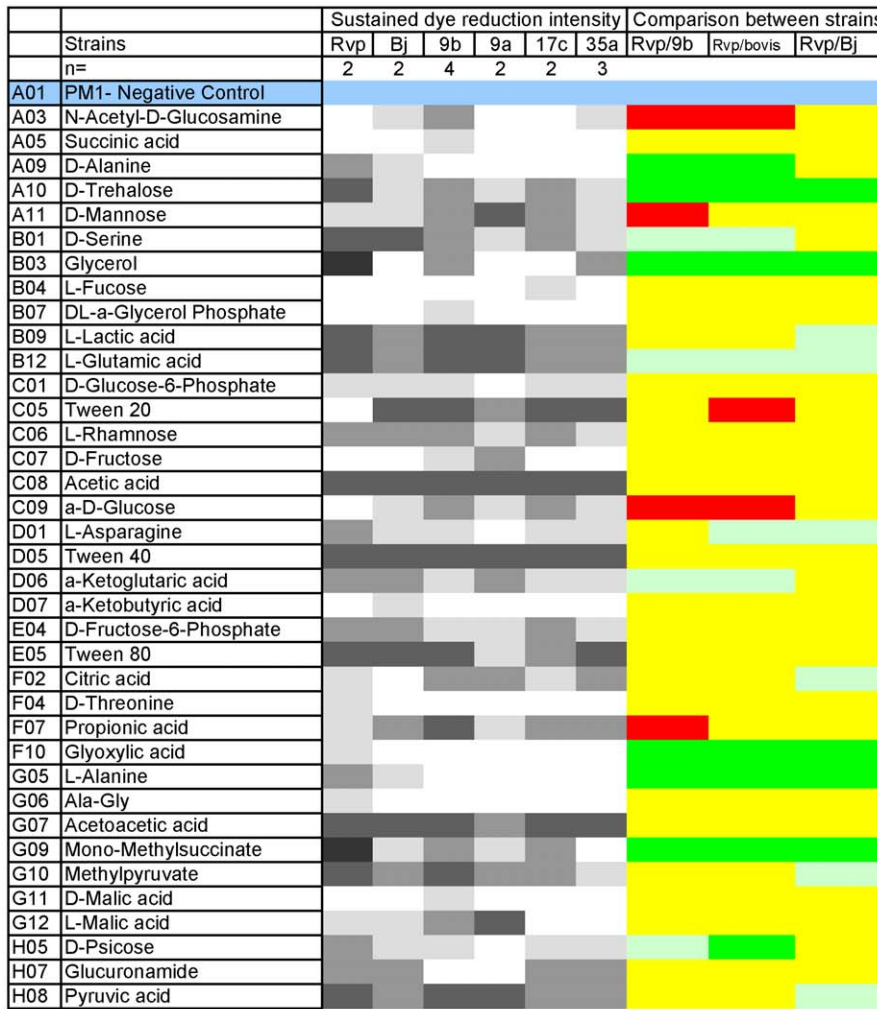 Sustained dye reduction intensity Comparison between strains
Strains Rvp Bj 9b 9a 17c 35a Rvp/9b Rvp/bovis Rvp/Bj
n= 2 2 4 2 2 3
A01 PM1- Negative Control
A03 N-Acetyl-D-Glucosamine
A05 Succinic acid
A09 D-Alanine
A10 D-Trehalose
A11 D-Mannose
B01 D-Serine
B03 Glycerol
B04 L-Fucose
B07 DL-a-Glycerol Phosphate
B09 L-Lactic acid
B12 L-Glutamic acid
C01 D-Glucose-6-Phosphate
C05 Tween 20
C06 L-Rhamnose
C07 D-Fructose
C08 Acetic acid
C09 a-D-Glucose
D01 L-Asparagine
D05 Tween 40
D06 a-Ketoglutaric acid
D07 a-Ketobutyric acid
E04 D-Fructose-6-Phosphate
E05 Tween 80
F02 Citric acid
F04 D-Threonine
F07 Propionic acid
F10 Glyoxylic acid
G05 L-Alanine
G06 Ala-Gly
G07 Acetoacetic acid
G09 Mono-Methylsuccinate
G10 Methylpyruvate
G11 D-Malic acid
G12 L-Malic acid
H05 D-Psicose
H07 Glucuronamide
H08 Pyruvic acid